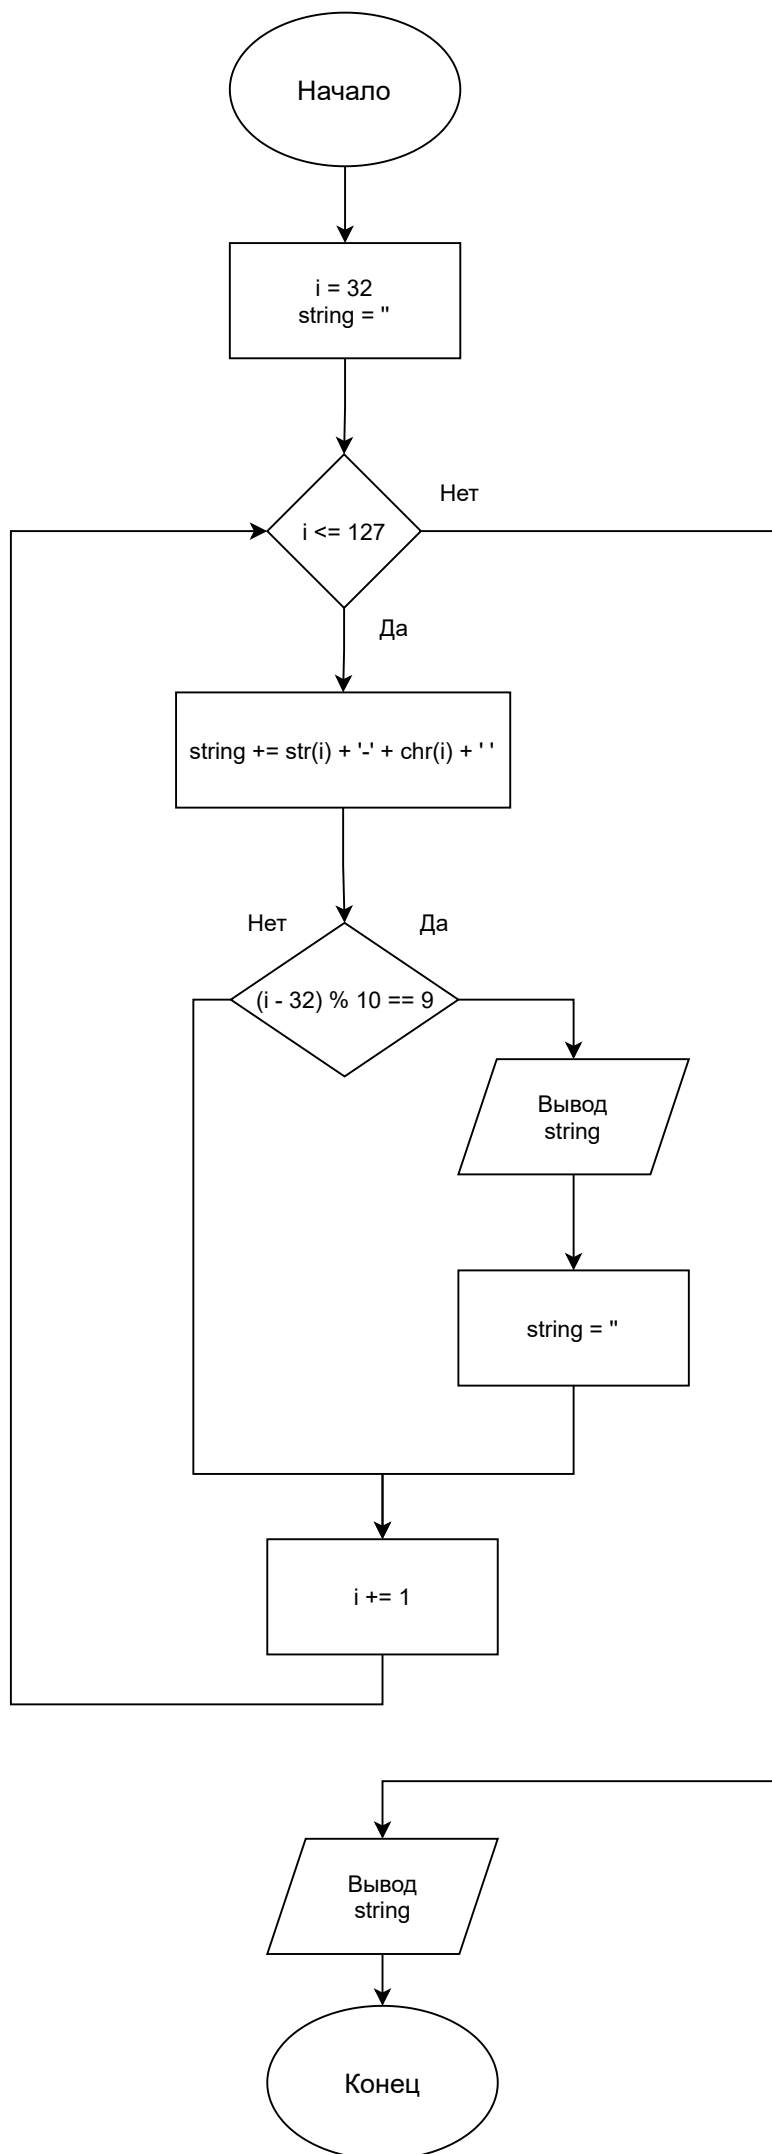 Начало
i = 32
string = ''
i <= 127
Нет
Да
string += str(i) + '-' + chr(i) + ' '
Нет
Да
(i - 32) % 10 == 9
Вывод
string
string = ''
i += 1
Вывод
string
Конец